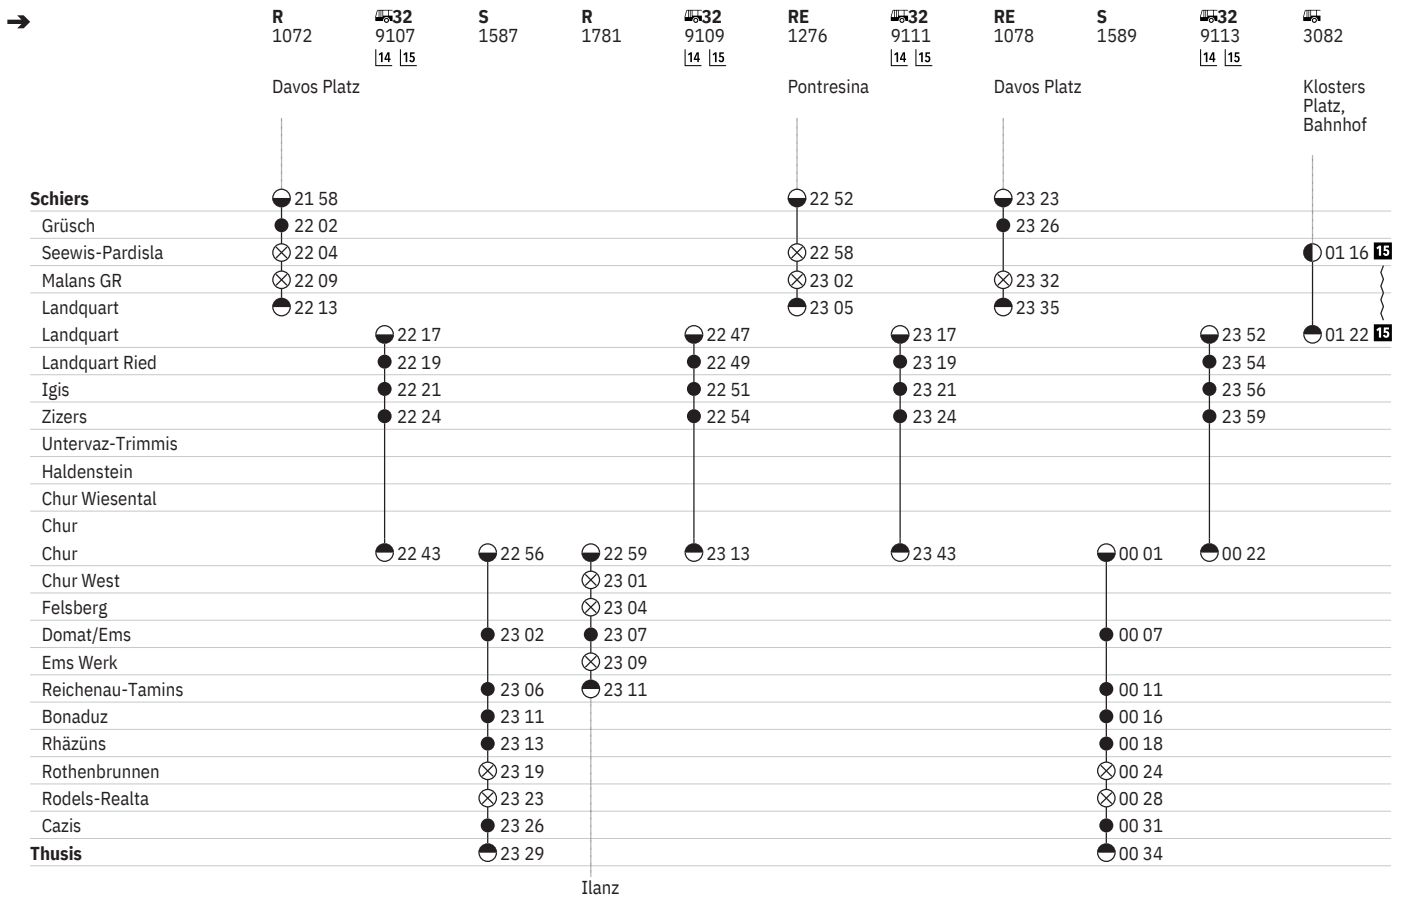 R 32 S R 32 RE 32 RE S 32
1072 9107 1587 1781 9109 1276 9111 1078 1589 9113 3082
14 15 14 15 14 15 14 15
Davos Platz Pontresina Davos Platz Klosters
Platz,
Bahnhof
Schiers 21 58 22 52 23 23
Grüsch 22 02 23 26
Seewis-Pardisla 22 04 22 58 01 16 15
Malans GR 22 09 23 02 23 32
Landquart 22 13 23 05 23 35
Landquart 22 17 22 47 23 17 23 52 01 22 15
Landquart Ried 22 19 22 49 23 19 23 54
Igis 22 21 22 51 23 21 23 56
Zizers 22 24 22 54 23 24 23 59
Untervaz-Trimmis
Haldenstein
Chur Wiesental
Chur
Chur 22 43 22 56 22 59 23 13 23 43 00 01 00 22
Chur West 23 01
Felsberg 23 04
Domat/Ems 23 02 23 07 00 07
Ems Werk 23 09
Reichenau-Tamins 23 06 23 11 00 11
Bonaduz 23 11 00 16
Rhäzüns 23 13 00 18
Rothenbrunnen 23 19 00 24
Rodels-Realta 23 23 00 28
Cazis 23 26 00 31
Thusis 23 29 00 34
Ilanz